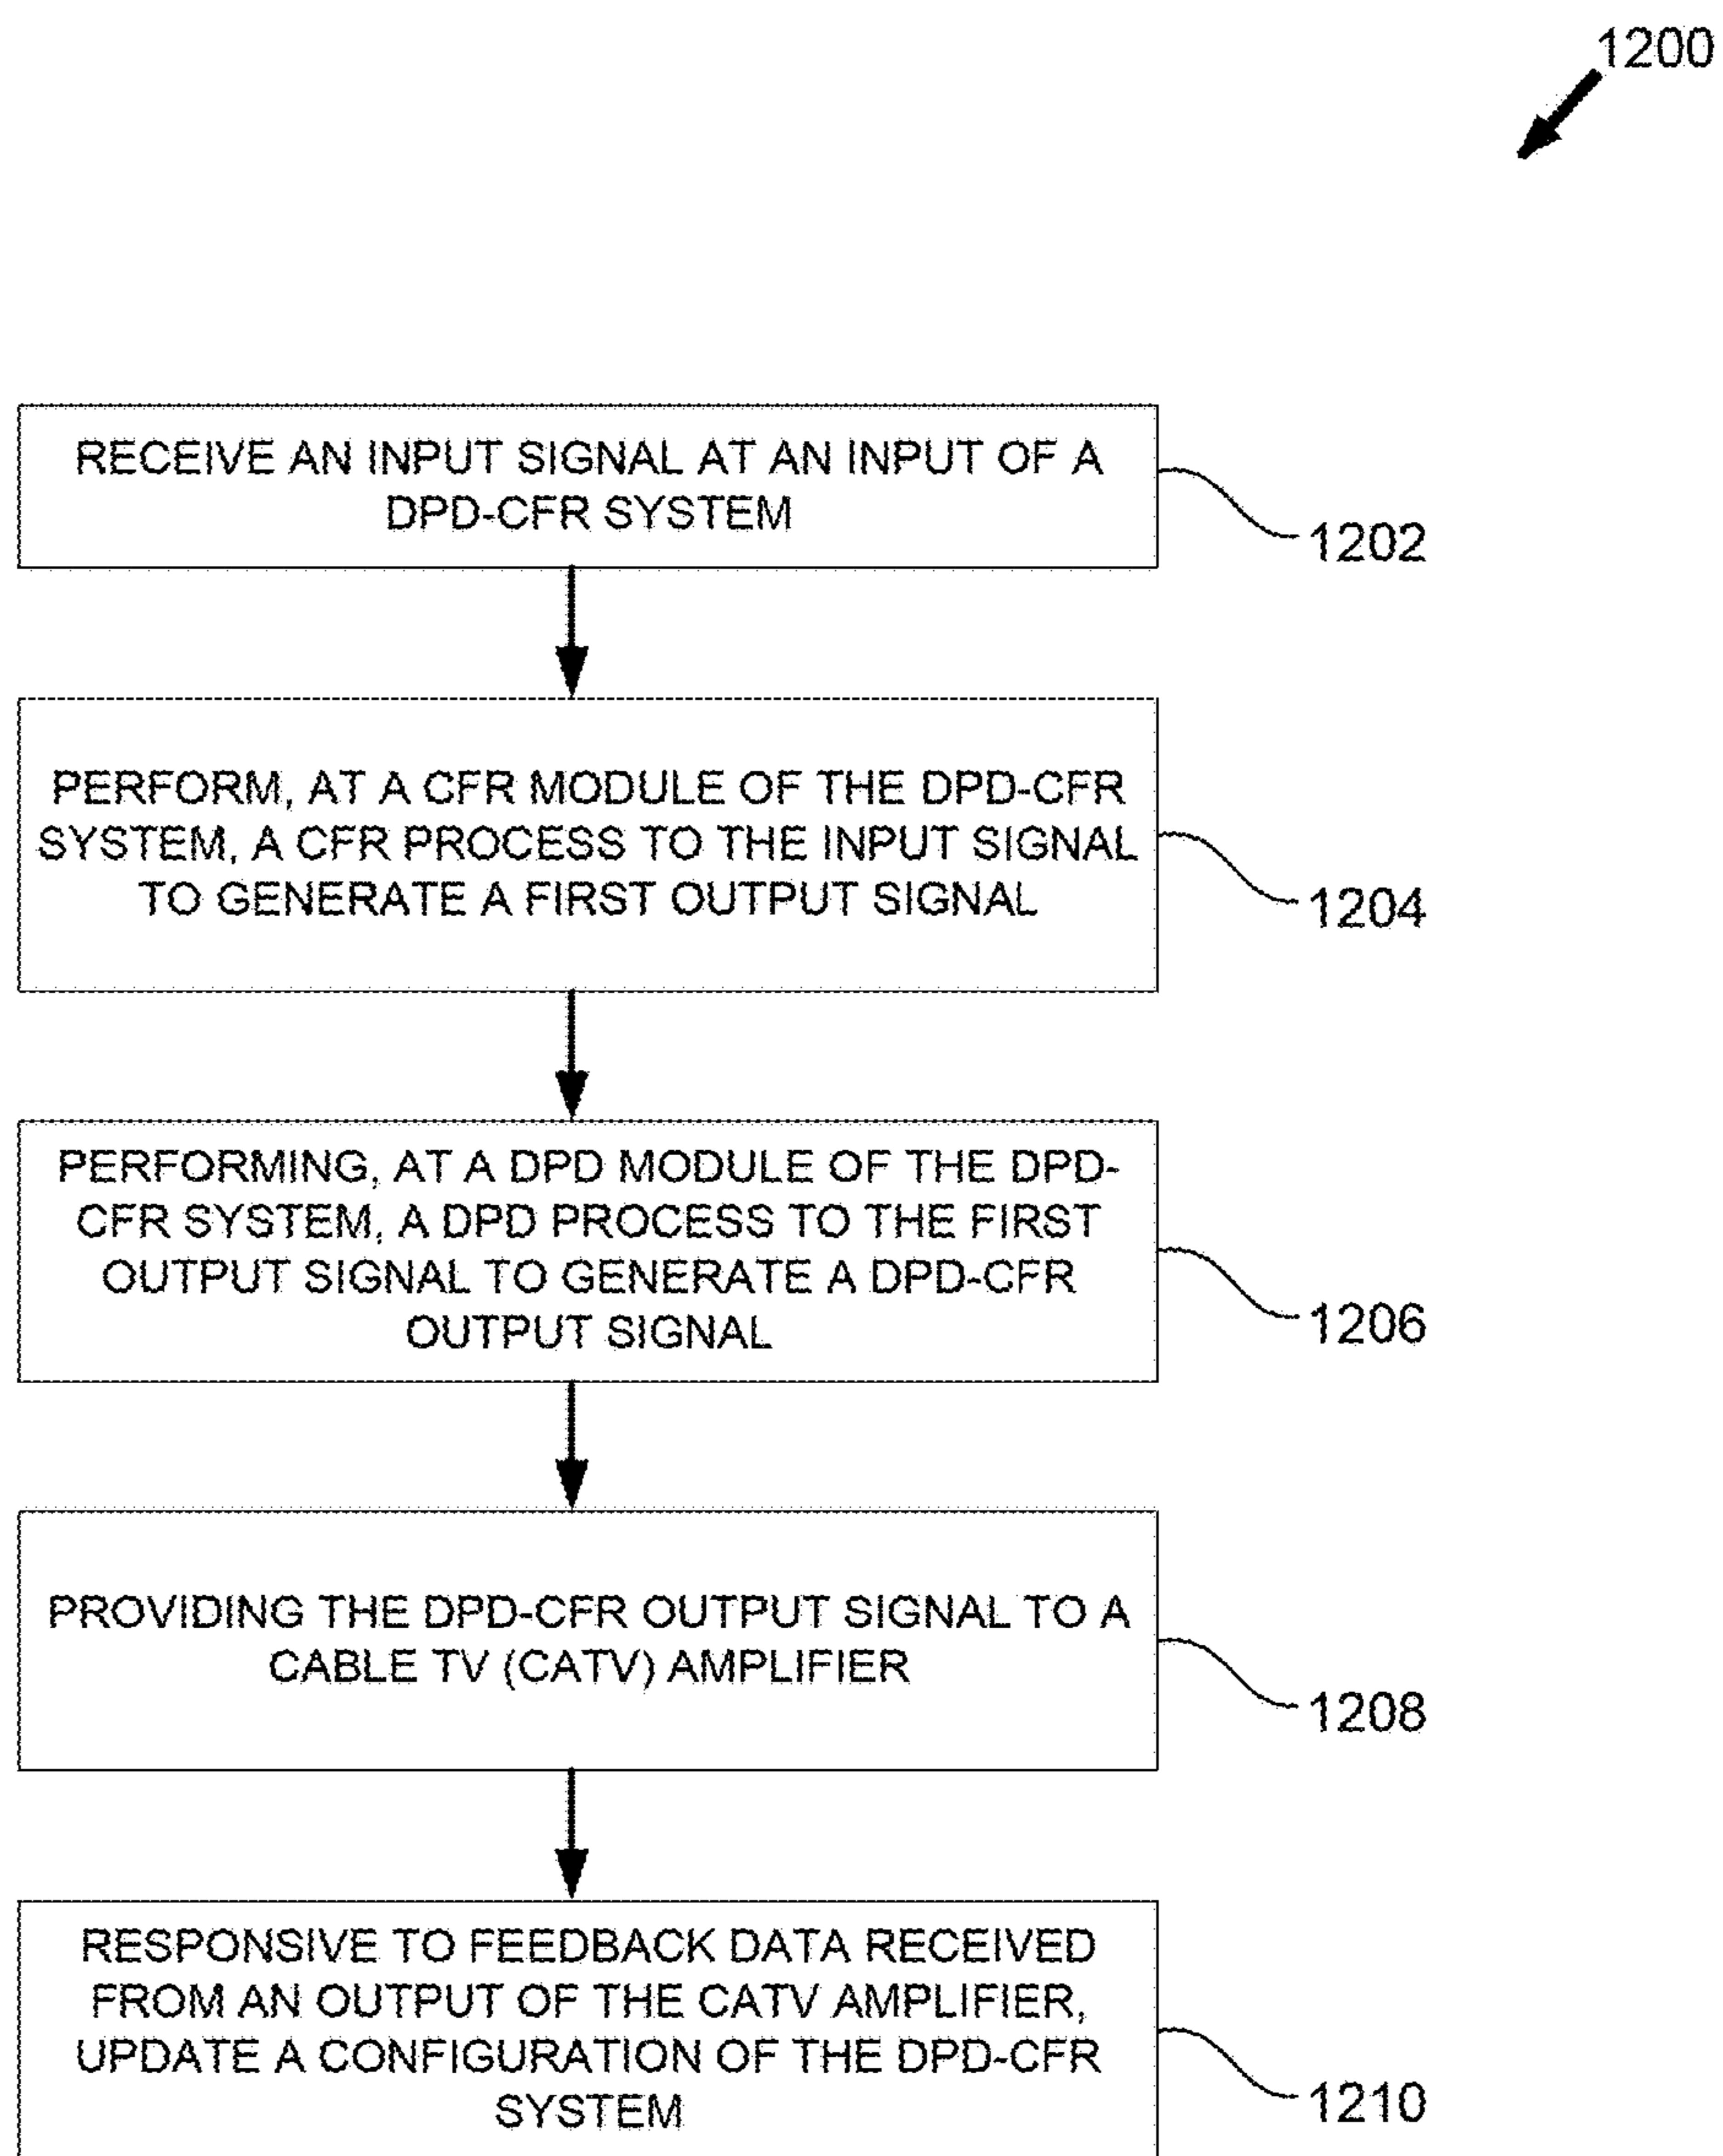 1200
RECEIVE AN INPUT SIGNAL AT AN INPUT OF A
DPD-CFR SYSTEM
1202
PERFORM, AT A CFR MODULE OF THE DPD-CFR
SYSTEM, A CFR PROCESS TO THE INPUT SIGNAL
TO GENERATE A FIRST OUTPUT SIGNAL
1204
PERFORMING, AT A DPD MODULE OF THE DPD-
CFR SYSTEM, A DPD PROCESS TO THE FIRST
OUTPUT SIGNAL TO GENERATE A DPD-CFR
OUTPUT SIGNAL
1206
PROVIDING THE DPD-CFR OUTPUT SIGNAL TO A
CABLE TV (CATV) AMPLIFIER
1208
RESPONSIVE TO FEEDBACK DATA RECEIVED
FROM AN OUTPUT OF THE CATV AMPLIFIER,
UPDATE A CONFIGURATION OF THE DPD-CFR
SYSTEM
1210